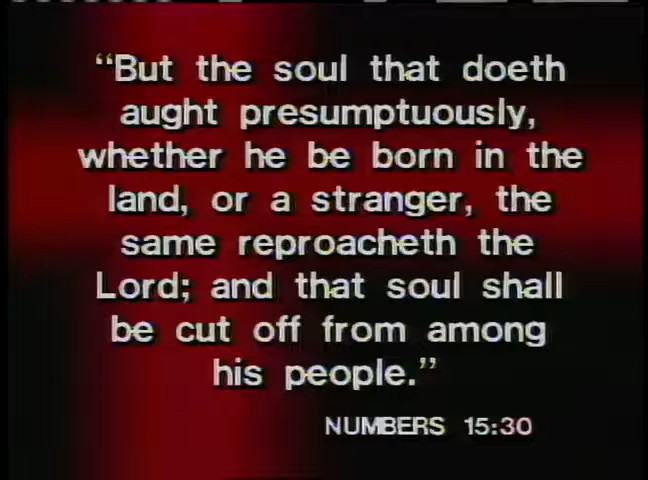 “But the soul that doeth
aught presumptuously,
whether he be born in the
land, or a stranger, the
same reproacheth the
Lord; and that soul shall
be cut off from among
his people.”
NUMBERS 15:30